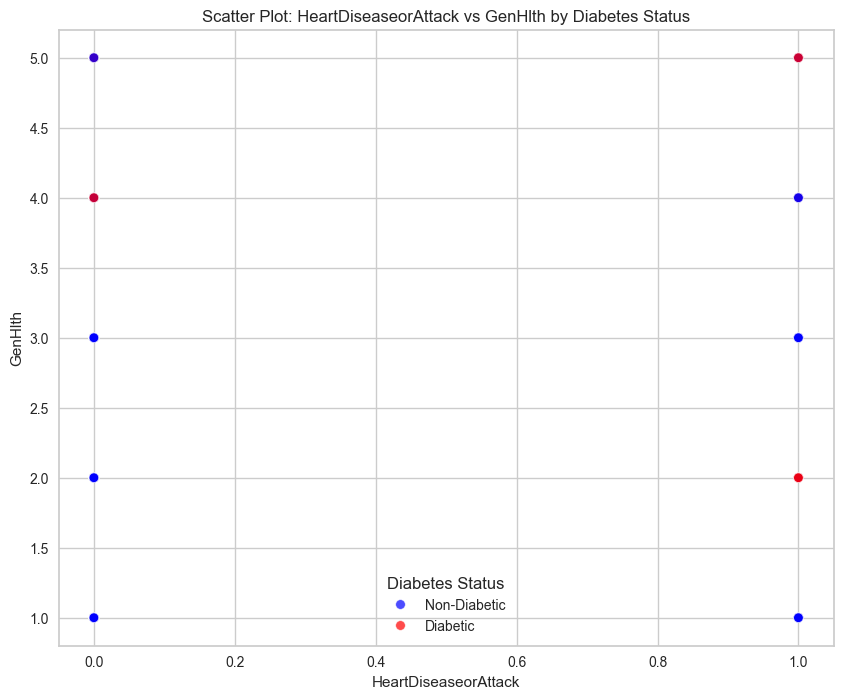 Scatter Plot: HeartDiseaseorAttack vs GenHlth by Diabetes Status
5.0
4.5
4.0
3.5
3.0
2.5
2.0
1.5
1.0
GenHlth
Diabetes Status
Non-Diabetic
Diabetic
0.0 0.2 0.4 0.6 0.8 1.0
HeartDiseaseorAttack